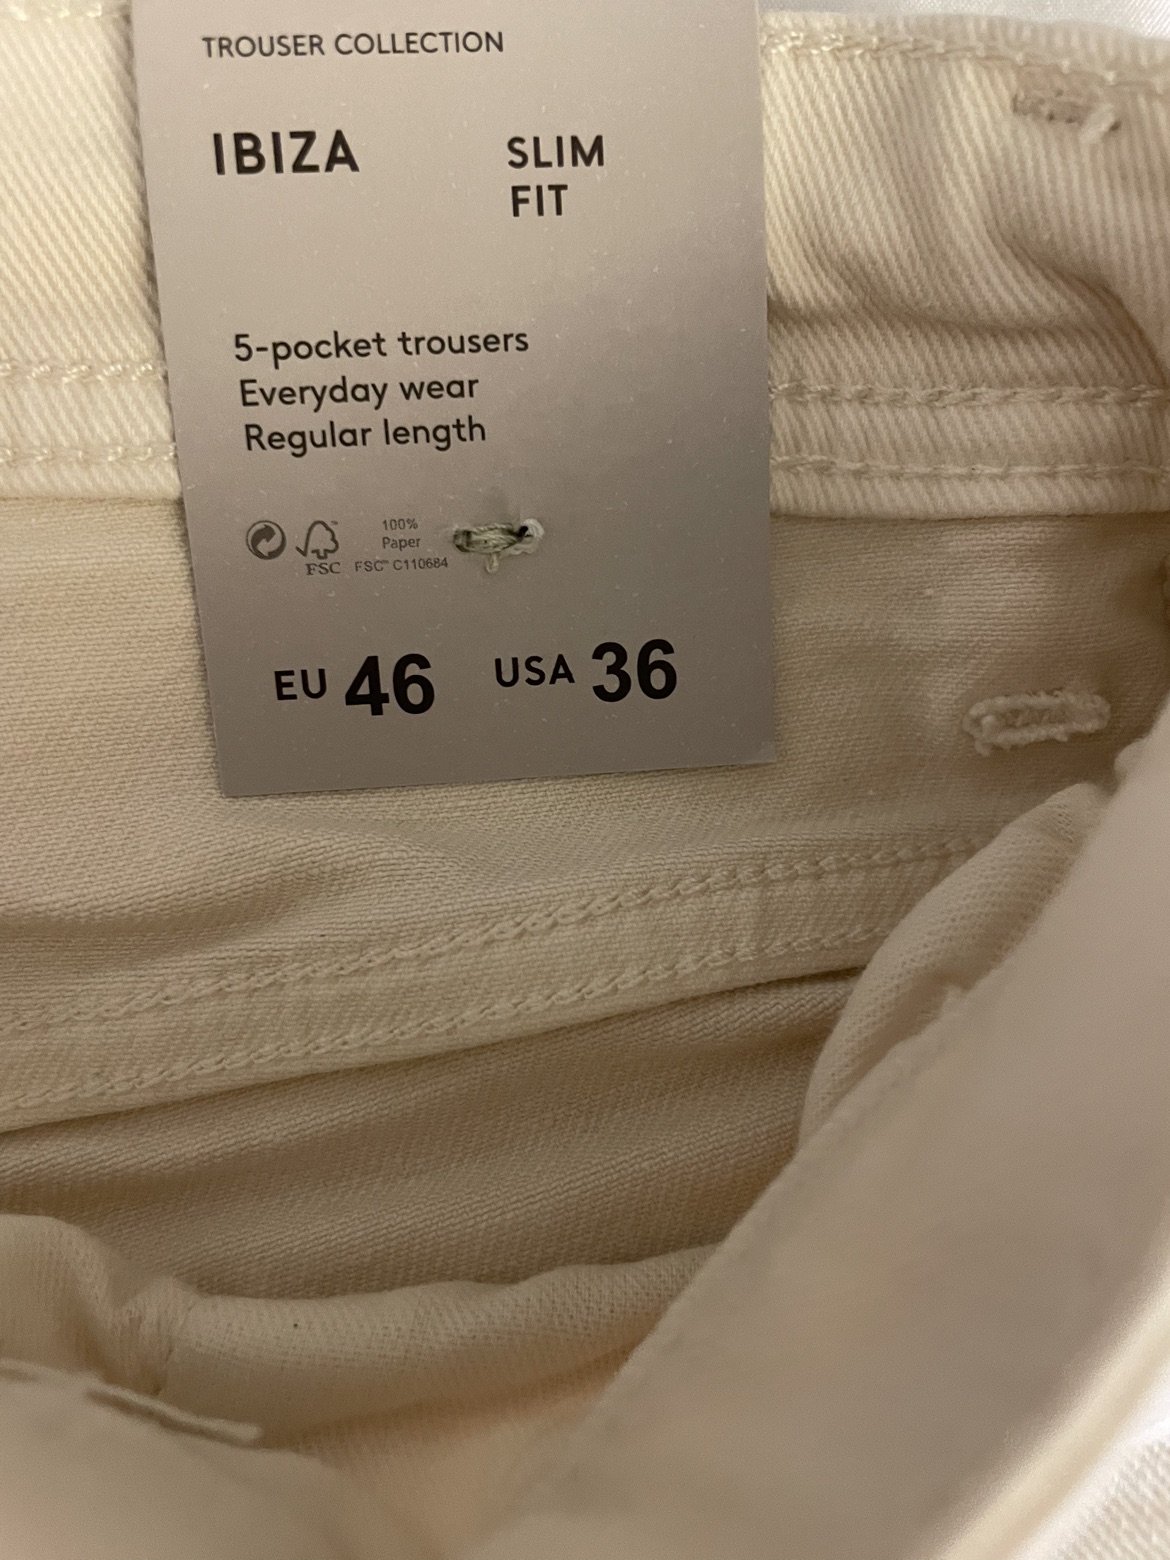 TROUSER COLLECTION
IBIZA
SLIM
FIT
5-pocket trousers
Everyday wear
Regular length
100%
Paper
FSC™ C110684
FSC
EU 46 USA 36